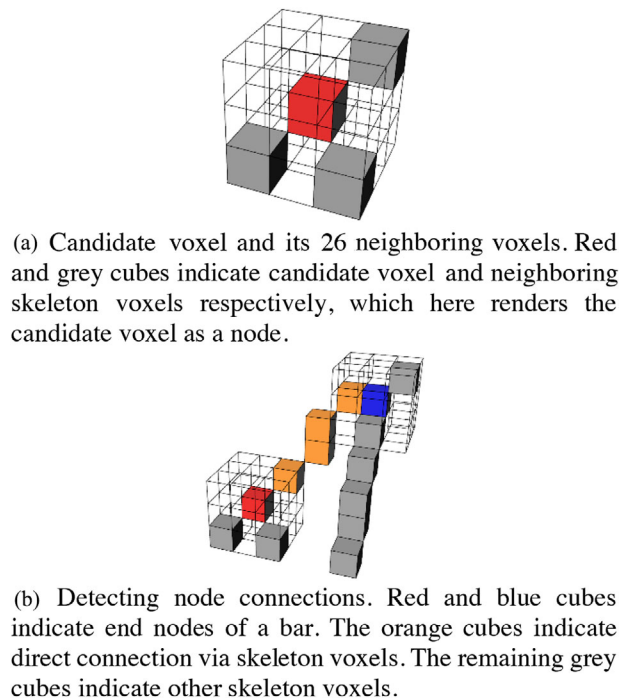 (a) Candidate voxel and its 26 neighboring voxels. Red
and grey cubes indicate candidate voxel and neighboring
skeleton voxels respectively, which here renders the
candidate voxel as a node.
(b) Detecting node connections. Red and blue cubes
indicate end nodes of a bar. The orange cubes indicate
direct connection via skeleton voxels. The remaining grey
cubes indicate other skeleton voxels.